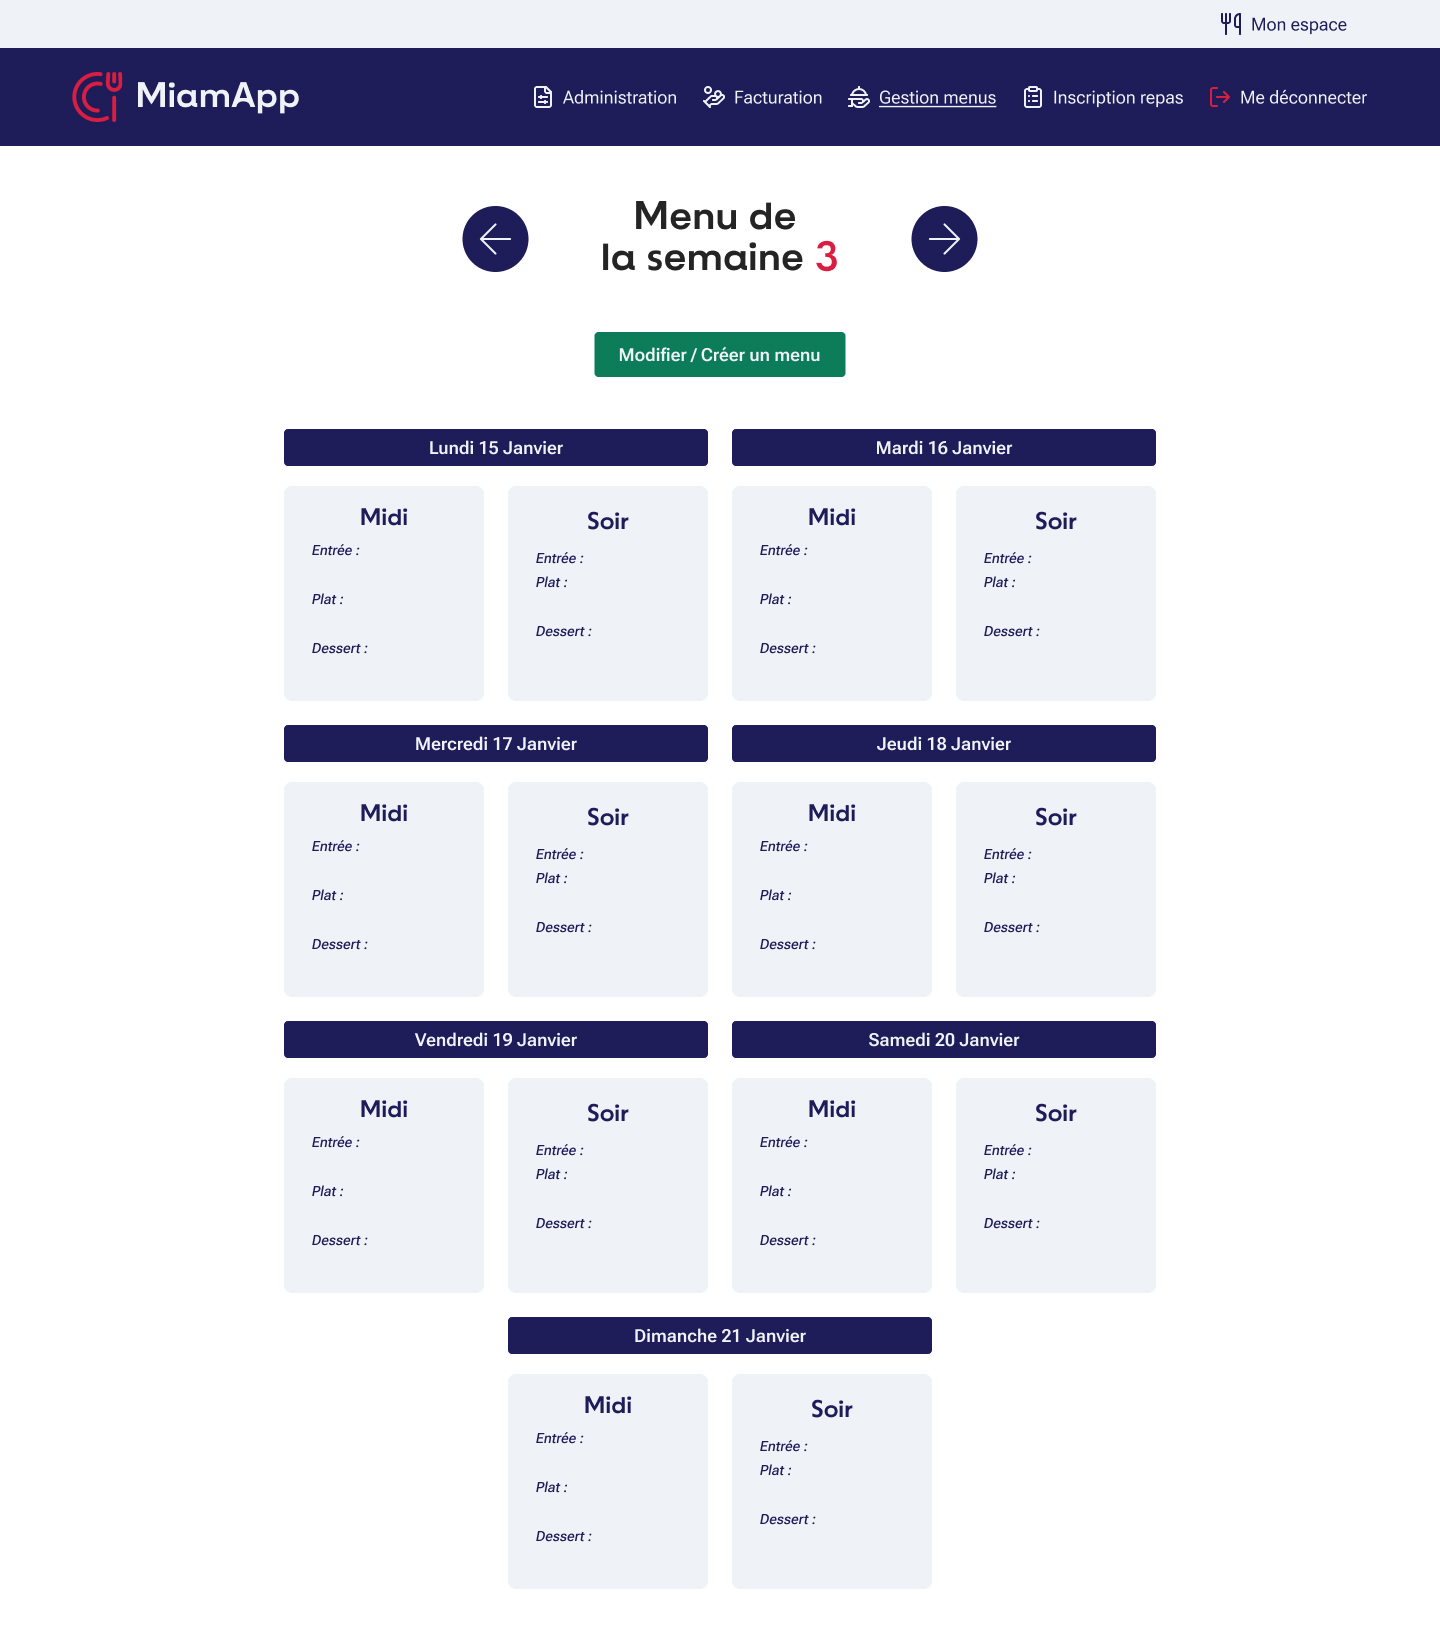 Mon espace
MiamApp
Administration
Facturation
Gestion menus
Inscription repas
Me déconnecter
Menu de
la semaine 3
Modifier / Créer un menu
Lundi 15 Janvier
Midi
Entrée :
Plat :
Dessert :
Soir
Entrée :
Plat :
Dessert :
Mardi 16 Janvier
Midi
Entrée :
Plat :
Dessert :
Soir
Entrée :
Plat :
Dessert :
Mercredi 17 Janvier
Midi
Entrée :
Plat :
Dessert :
Soir
Entrée :
Plat :
Dessert :
Jeudi 18 Janvier
Midi
Entrée :
Plat :
Dessert :
Soir
Entrée :
Plat :
Dessert :
Vendredi 19 Janvier
Midi
Entrée :
Plat :
Dessert :
Soir
Entrée :
Plat :
Dessert :
Samedi 20 Janvier
Midi
Entrée :
Plat :
Dessert :
Soir
Entrée :
Plat :
Dessert :
Dimanche 21 Janvier
Midi
Entrée :
Plat :
Dessert :
Soir
Entrée :
Plat :
Dessert :